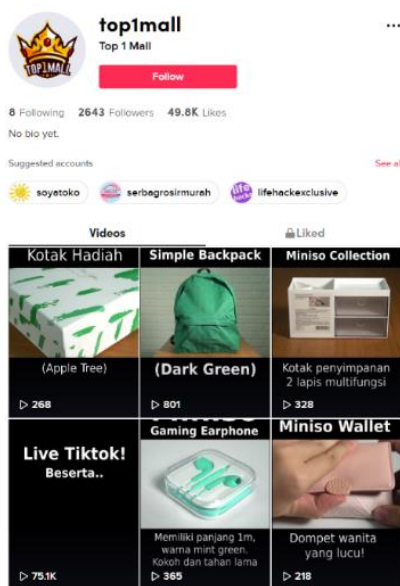 top1mall
...
Top 1 Mall
TOP1MALL
Follow
8 Following 2643 Followers 49.8K Likes
No bio yet.
Suggested accounts See al
soyatoko serbagrosirmurah life hacks lifehackexclusive
Videos Liked
Kotak Hadiah
(Apple Tree)
268
Simple Backpack
(Dark Green)
801
Miniso Collection
Kotak penyimpanan
2 lapis multifungsi
328
Live Tiktok!
Beserta..
75.1K
Gaming Earphone
Memiliki panjang 1m,
warna mint green.
Kokoh dan tahan lama
365
Miniso Wallet
Dompet wanita
yang lucu!
218